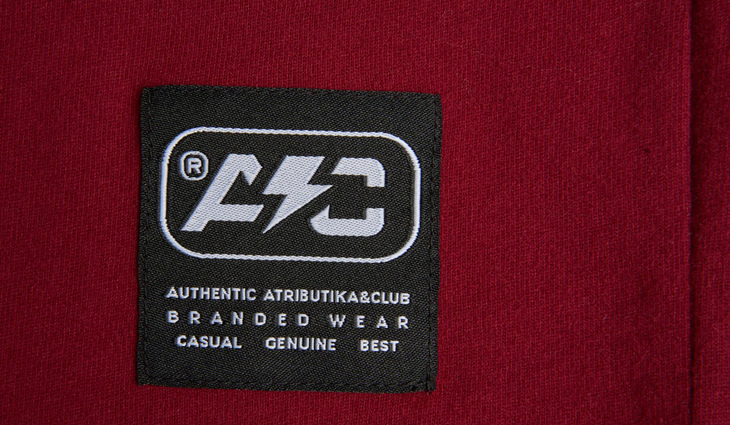 ® A⚡C
AUTHENTIC ATRIBUTIKA&CLUB
BRANDED WEAR
CASUAL GENUINE BEST